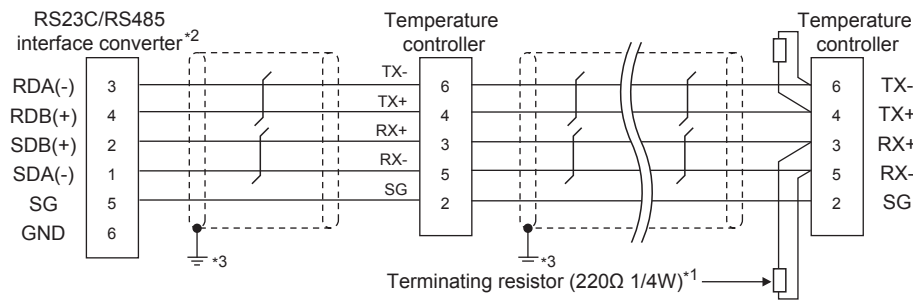 RS23C/RS485
interface converter*2
Temperature
controller
Temperature
controller
RDA(-) 3 TX- 6 6 TX-
RDB(+) 4 TX+ 4 4 TX+
SDB(+) 2 RX+ 3 3 RX+
SDA(-) 1 RX- 5 5 RX-
SG 5 SG 2 2 SG
GND 6
*3
*3
Terminating resistor (220Ω 1/4W)*1